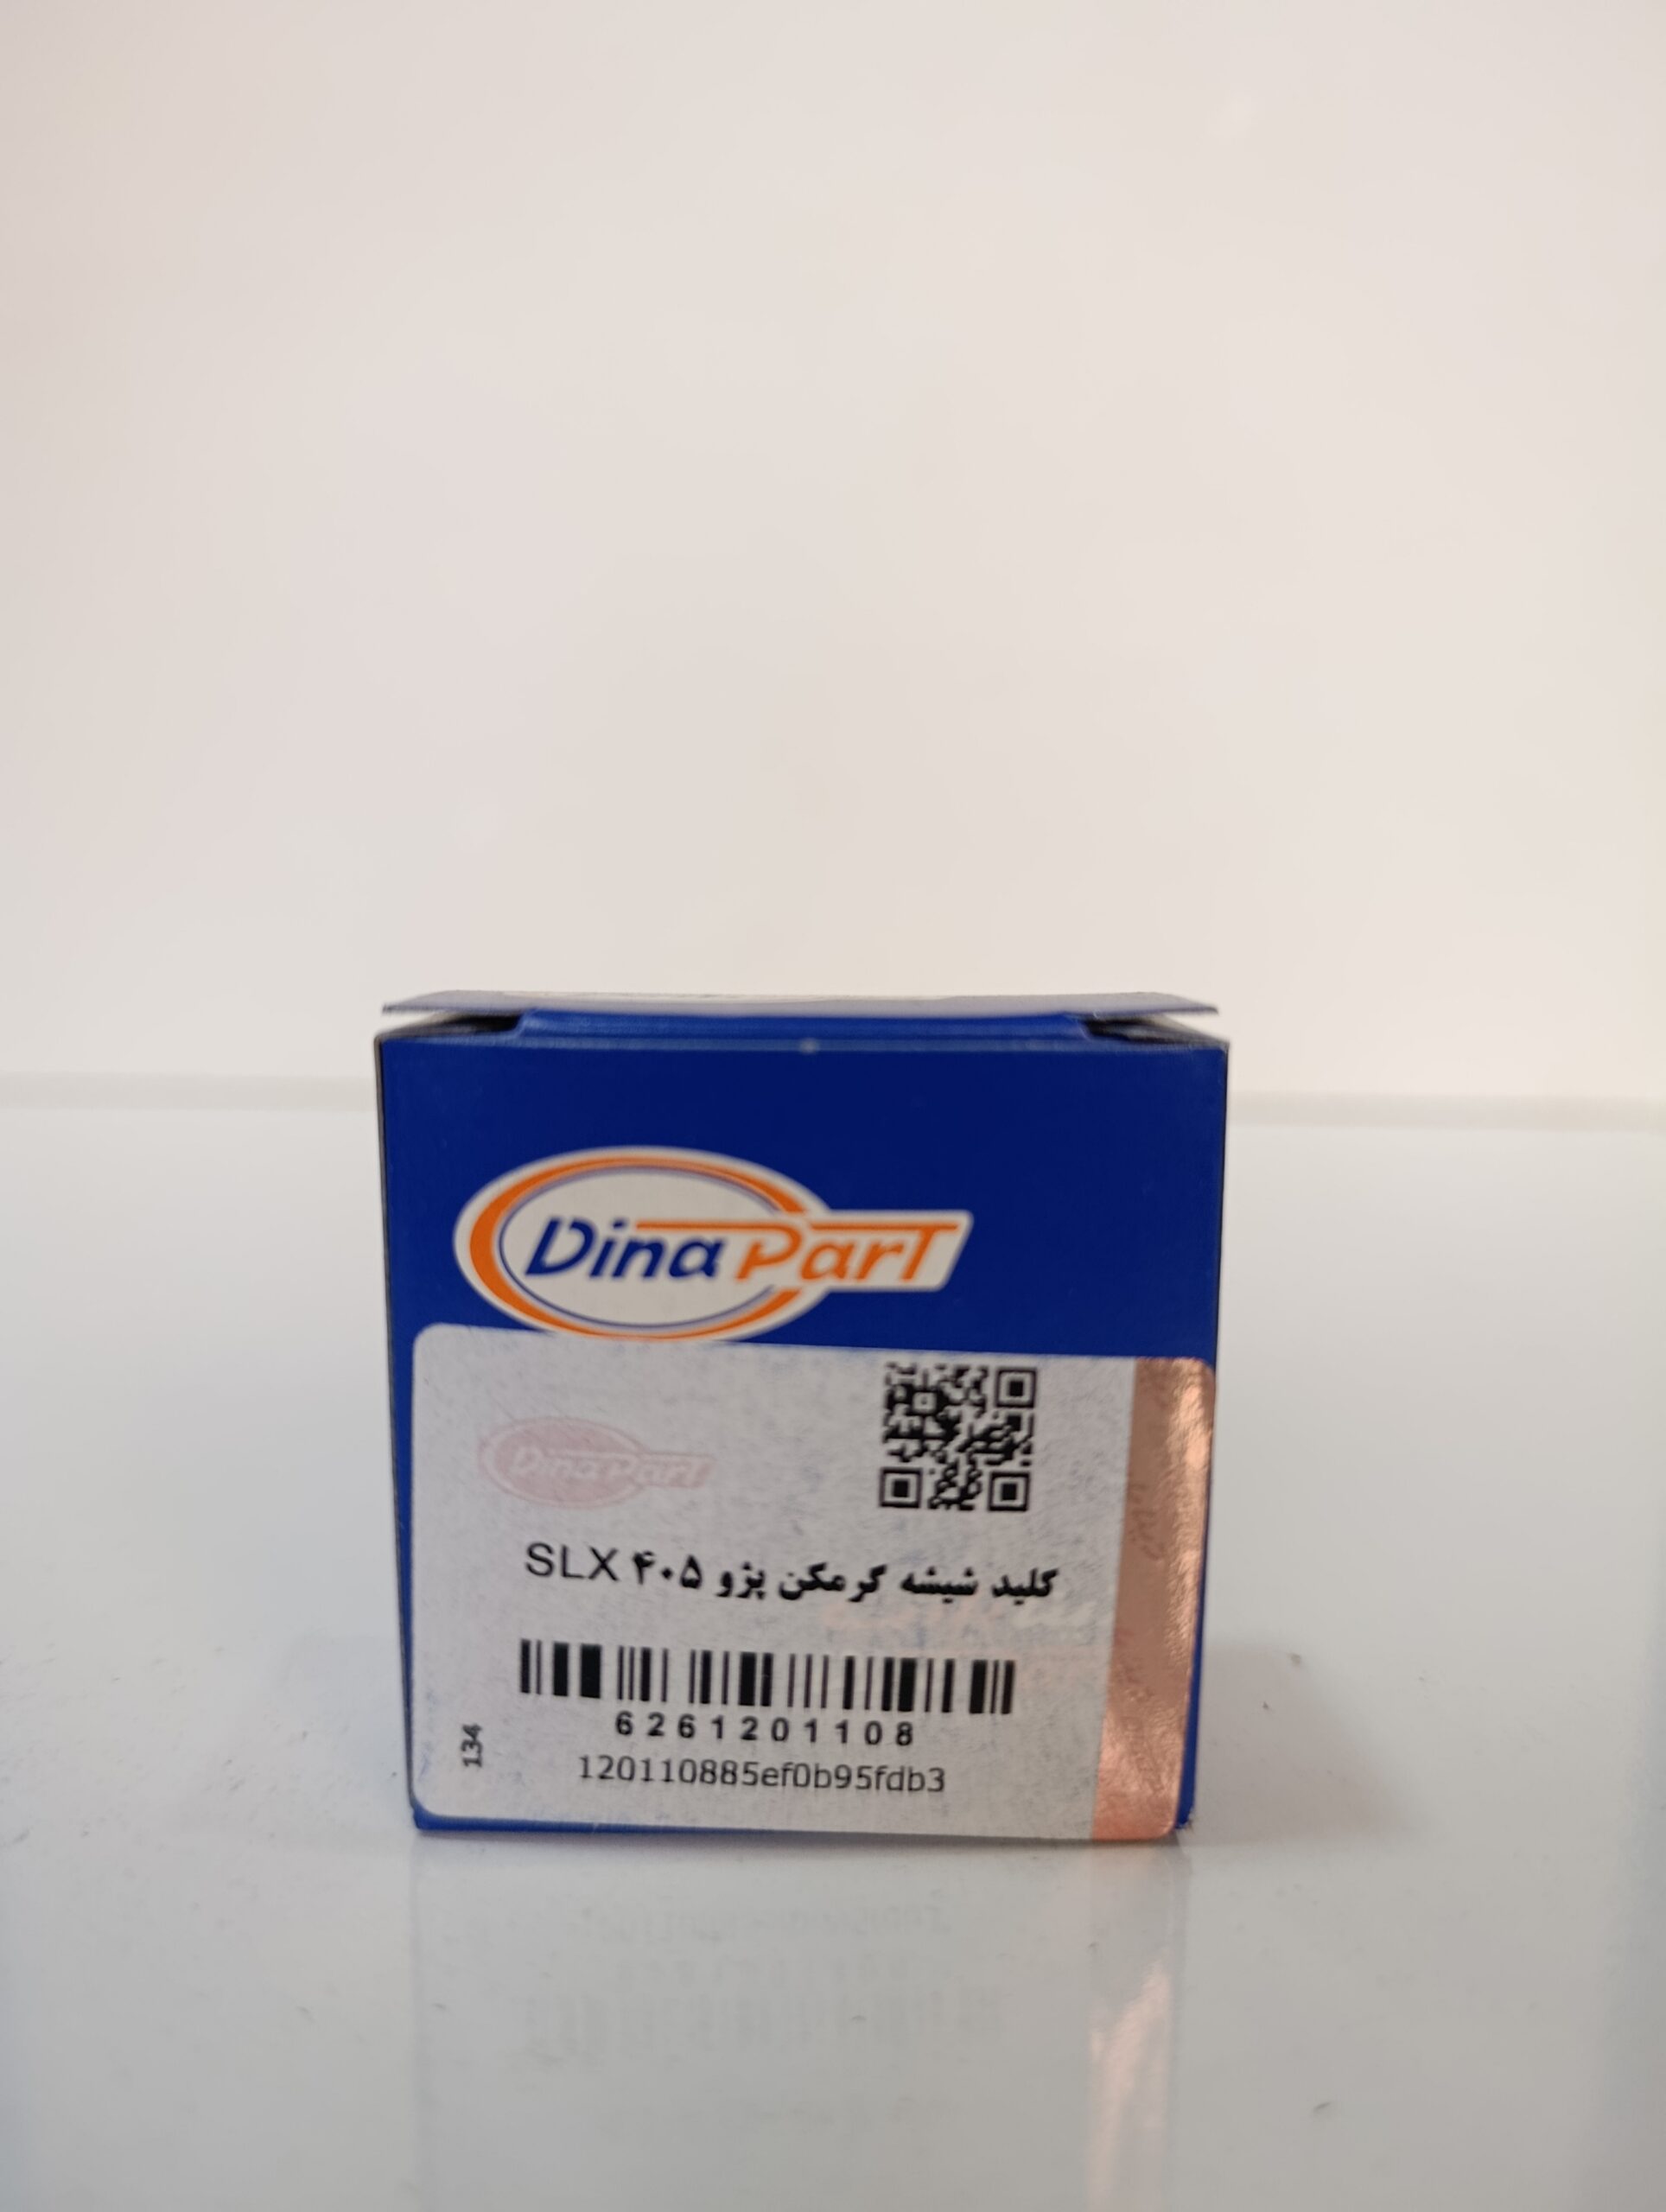 Dina Part
Dina Part
کلید شیشه گرمکن پژو ۴۰۵ SLX
6261201108
120110885ef0b95fdb3
134